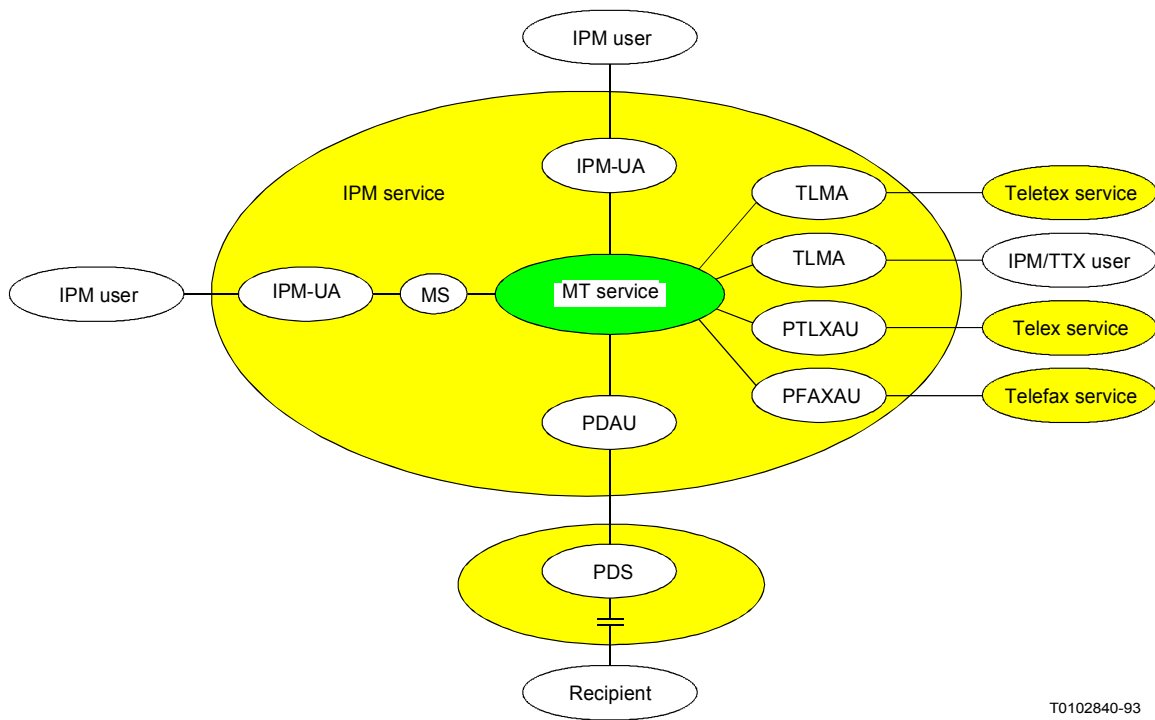 IPM user
IPM-UA
IPM service
TLMA
Teletex service
TLMA
IPM/TTX user
IPM user
IPM-UA
MS
MT service
PTLXAU
Telex service
PFAXAU
Telefax service
PDAU
PDS
Recipient
T0102840-93